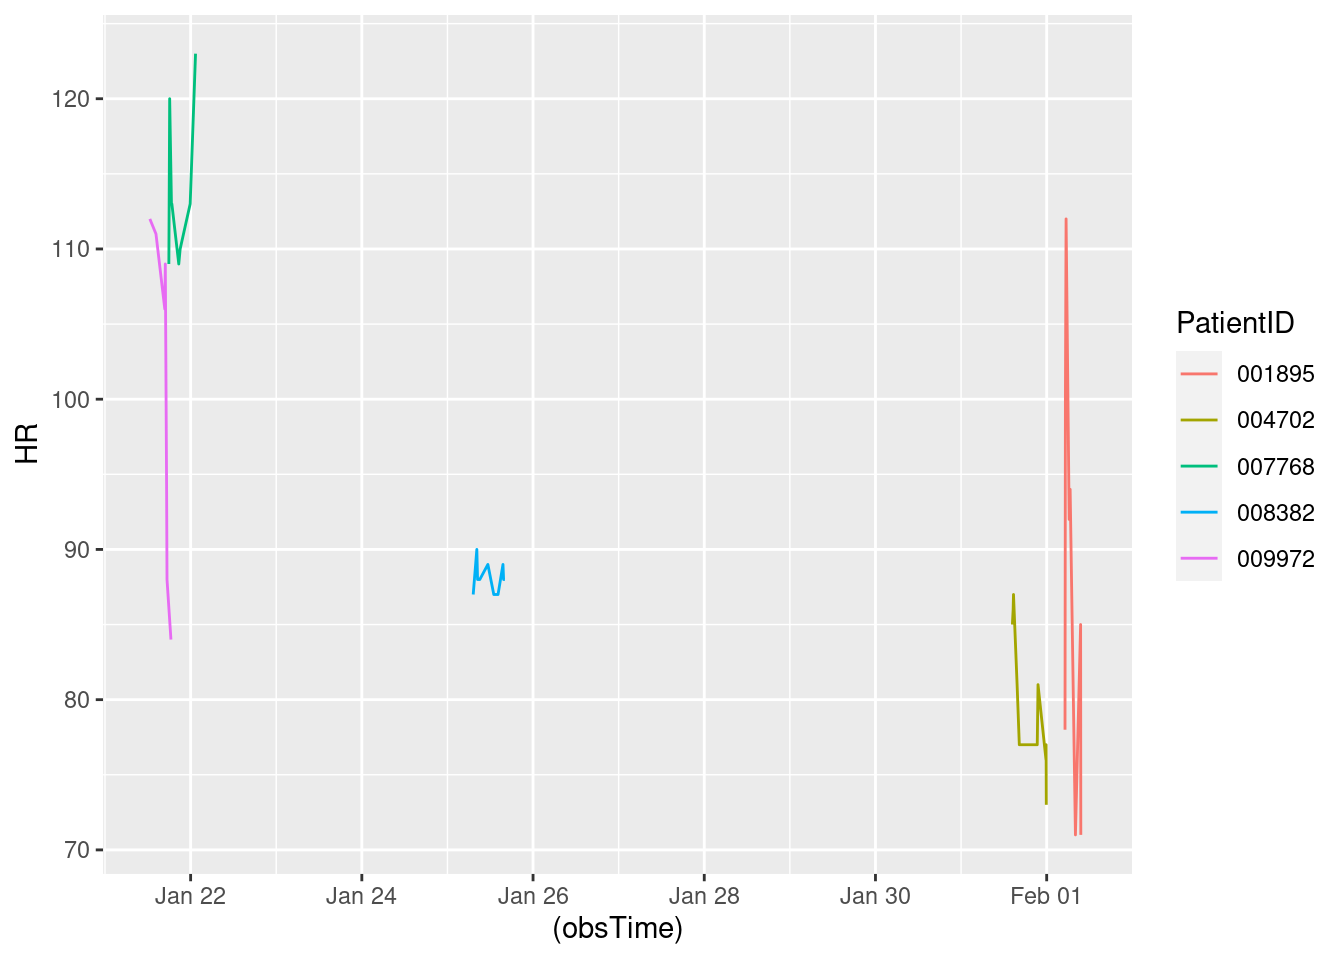 120
110
100
90
80
70
HR
Jan 22
Jan 24
Jan 26
Jan 28
Jan 30
Feb 01
(obsTime)
PatientID
001895
004702
007768
008382
009972